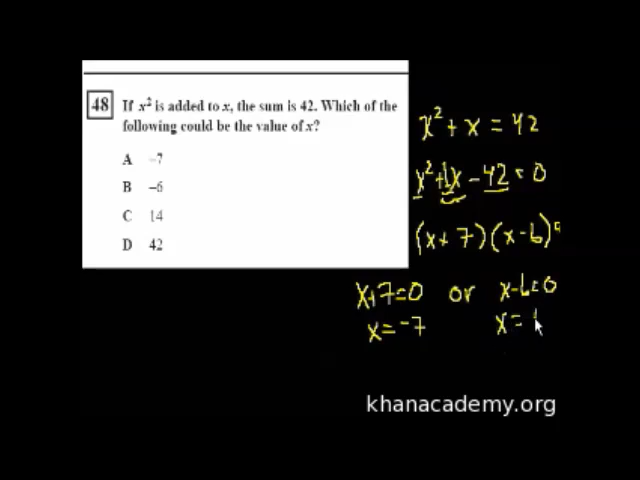 48 If x² is added to x, the sum is 42. Which of the
following could be the value of x?
A -7
B -6
C 14
D 42
x² + x = 42
x² + 1x - 42 = 0
(x + 7)(x - 6) =
x+7=0 or x-6=0
x = -7 x =
khanacademy.org